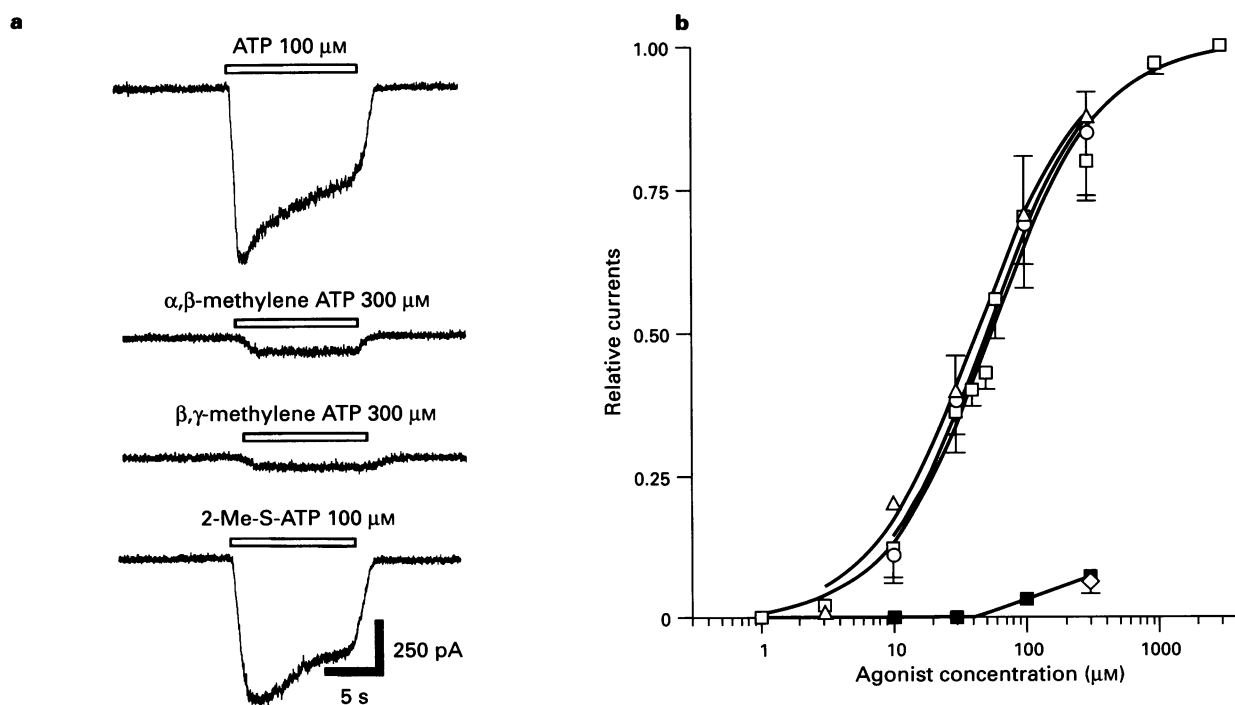 a
ATP 100 μM
α,β-methylene ATP 300 μM
β,γ-methylene ATP 300 μM
2-Me-S-ATP 100 μM
250 pA
5 s
b
1.00
0.75
0.50
0.25
0
Relative currents
1 10 100 1000
Agonist concentration (μM)